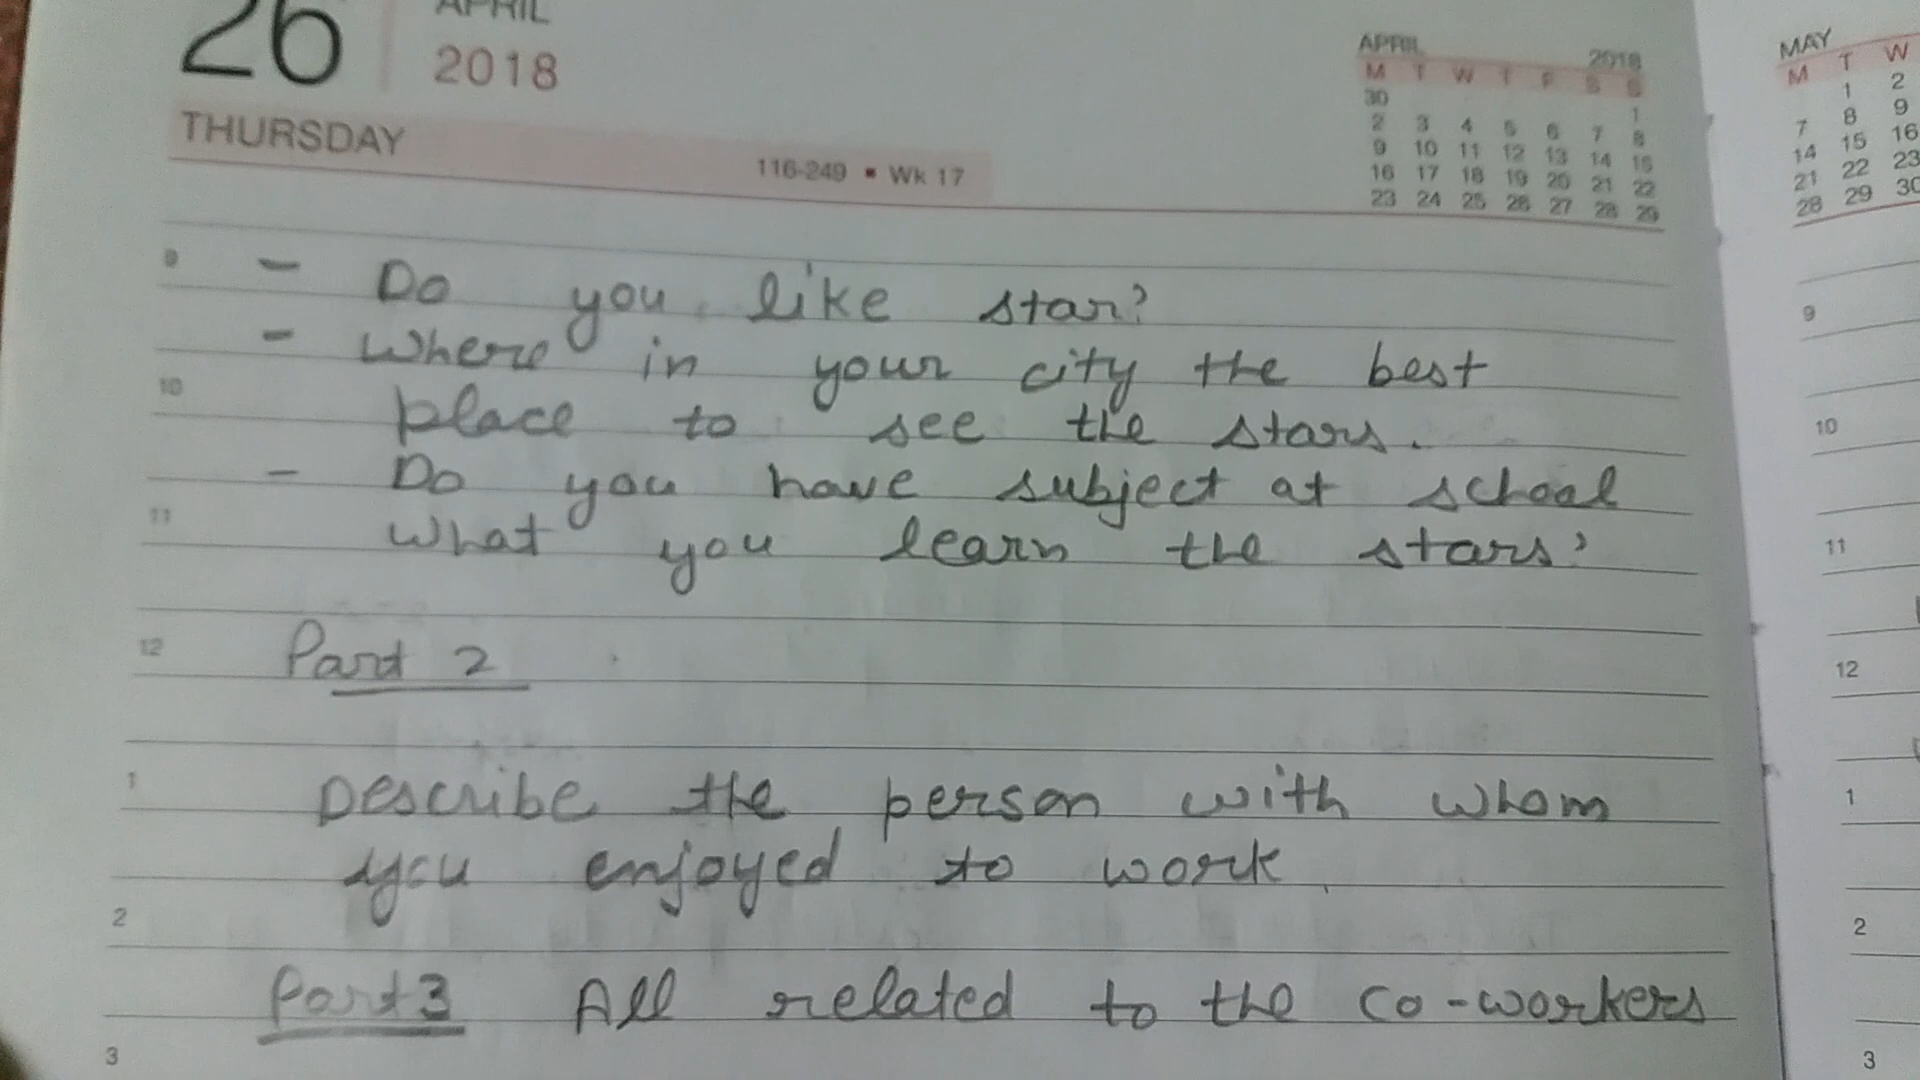 26 APRIL
2018
THURSDAY
116-249 ▪ Wk 17
APRIL 2018
M T W T F S S
30 1
2 3 4 5 6 7 8
9 10 11 12 13 14 15
16 17 18 19 20 21 22
23 24 25 26 27 28 29
MAY
M T W
1 2
7 8 9
14 15 16
21 22 23
28 29 30
9 - Do you like star?
- Where in your city the best
10 place to see the stars.
- Do you have subject at school
11 what you learn the stars?
12 Part 2
1 Describe the person with whom
you enjoyed to work.
2
Part 3 All related to the co-workers
3
9
10
11
12
1
2
3